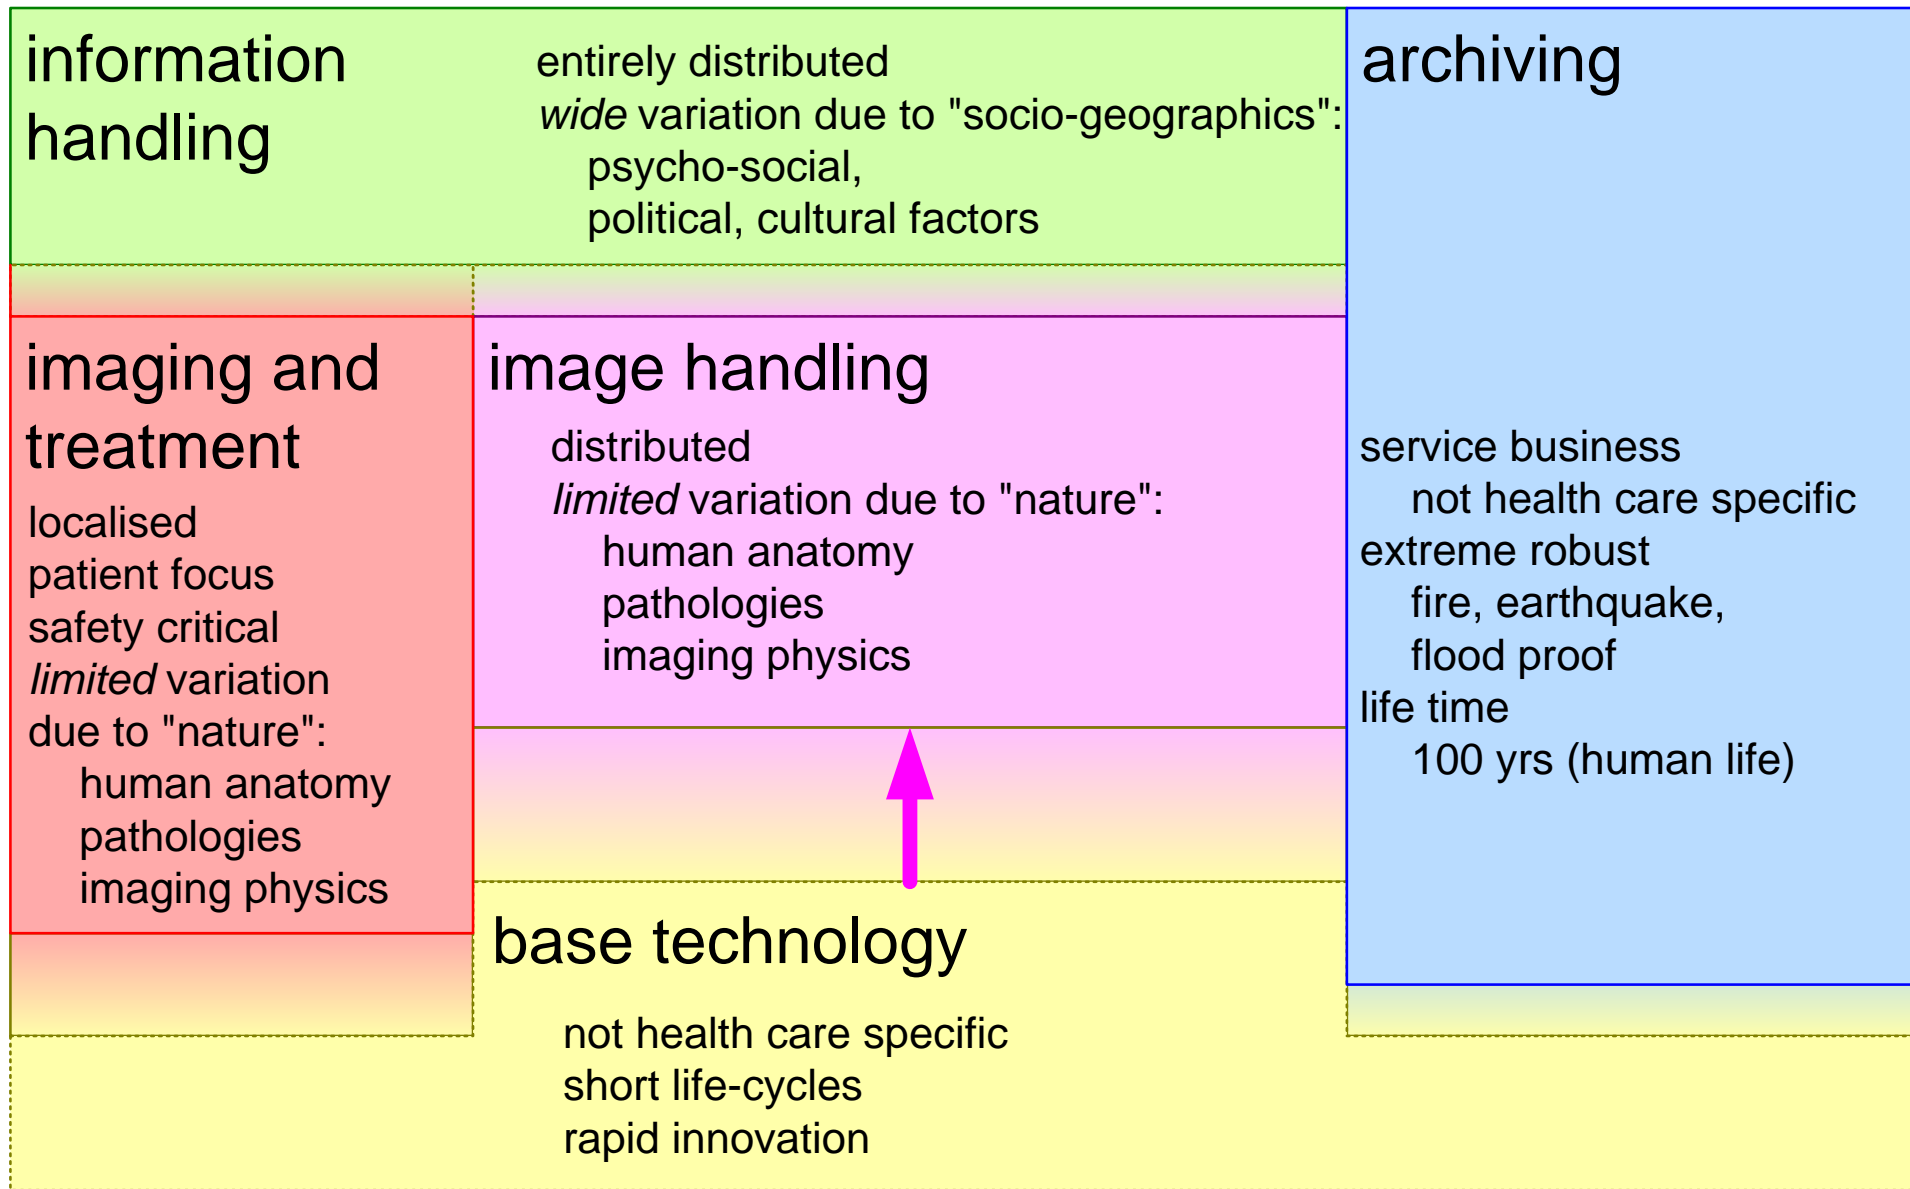 information
handling
entirely distributed
wide variation due to "socio-geographics":
psycho-social,
political, cultural factors
archiving
service business
not health care specific
extreme robust
fire, earthquake,
flood proof
life time
100 yrs (human life)
imaging and
treatment
localised
patient focus
safety critical
limited variation
due to "nature":
human anatomy
pathologies
imaging physics
image handling
distributed
limited variation due to "nature":
human anatomy
pathologies
imaging physics
base technology
not health care specific
short life-cycles
rapid innovation